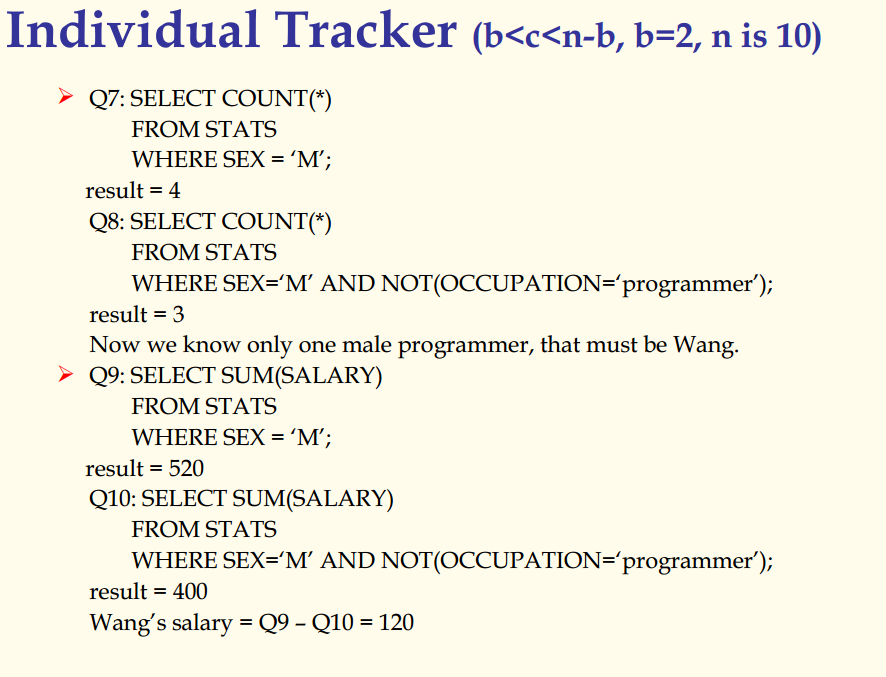 Individual Tracker (b<c<n-b, b=2, n is 10)
Q7: SELECT COUNT(*)
FROM STATS
WHERE SEX = ‘M’;
result = 4
Q8: SELECT COUNT(*)
FROM STATS
WHERE SEX=‘M’ AND NOT(OCCUPATION=‘programmer’);
result = 3
Now we know only one male programmer, that must be Wang.
Q9: SELECT SUM(SALARY)
FROM STATS
WHERE SEX = ‘M’;
result = 520
Q10: SELECT SUM(SALARY)
FROM STATS
WHERE SEX=‘M’ AND NOT(OCCUPATION=‘programmer’);
result = 400
Wang’s salary = Q9 – Q10 = 120